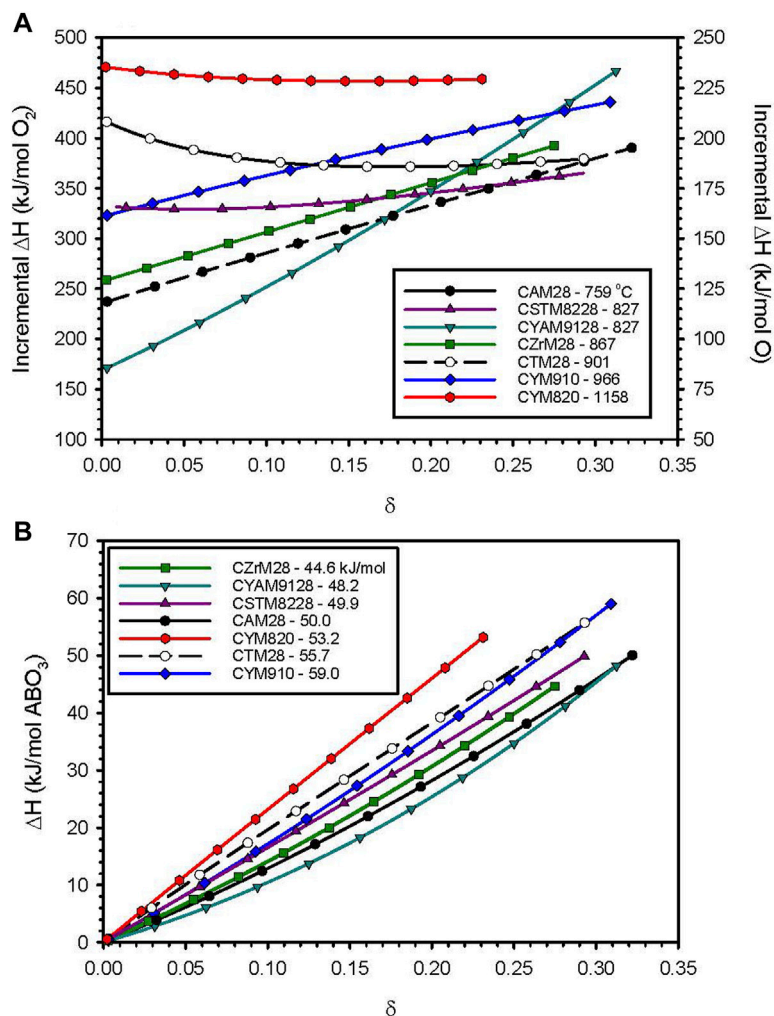 A
500
450
400
350
300
250
200
150
100
250
225
200
175
150
125
100
75
50
Incremental ΔH (kJ/mol O₂)
Incremental ΔH (kJ/mol O)
CAM28 - 759 °C
CSTM8228 - 827
CYAM9128 - 827
CZrM28 - 867
CTM28 - 901
CYM910 - 966
CYM820 - 1158
0.00 0.05 0.10 0.15 0.20 0.25 0.30 0.35
δ
B
70
60
50
40
30
20
10
0
ΔH (kJ/mol ABO₃)
CZrM28 - 44.6 kJ/mol
CYAM9128 - 48.2
CSTM8228 - 49.9
CAM28 - 50.0
CYM820 - 53.2
CTM28 - 55.7
CYM910 - 59.0
0.00 0.05 0.10 0.15 0.20 0.25 0.30 0.35
δ